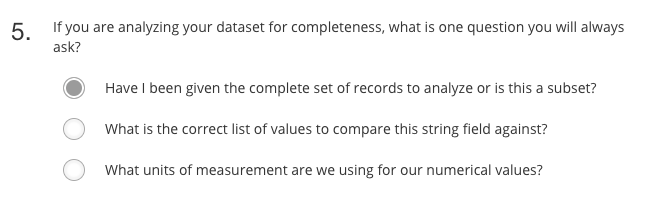 5. If you are analyzing your dataset for completeness, what is one question you will always
ask?
Have I been given the complete set of records to analyze or is this a subset?
What is the correct list of values to compare this string field against?
What units of measurement are we using for our numerical values?